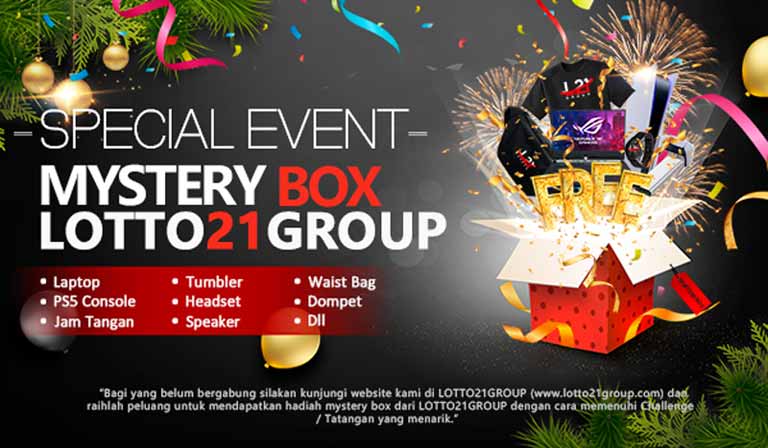 SPECIAL EVENT
MYSTERY BOX
LOTTO21GROUP
• Laptop
• Tumbler
• Waist Bag
• PS5 Console
• Headset
• Dompet
• Jam Tangan
• Speaker
• Dll
L21
FREE
"Bagi yang belum bergabung silakan kunjungi website kami di LOTTO21GROUP (www.lotto21group.com) dan
raihlah peluang untuk mendapatkan hadiah mystery box dari LOTTO21GROUP dengan cara memenuhi Challenge
/ Tatangan yang menarik."